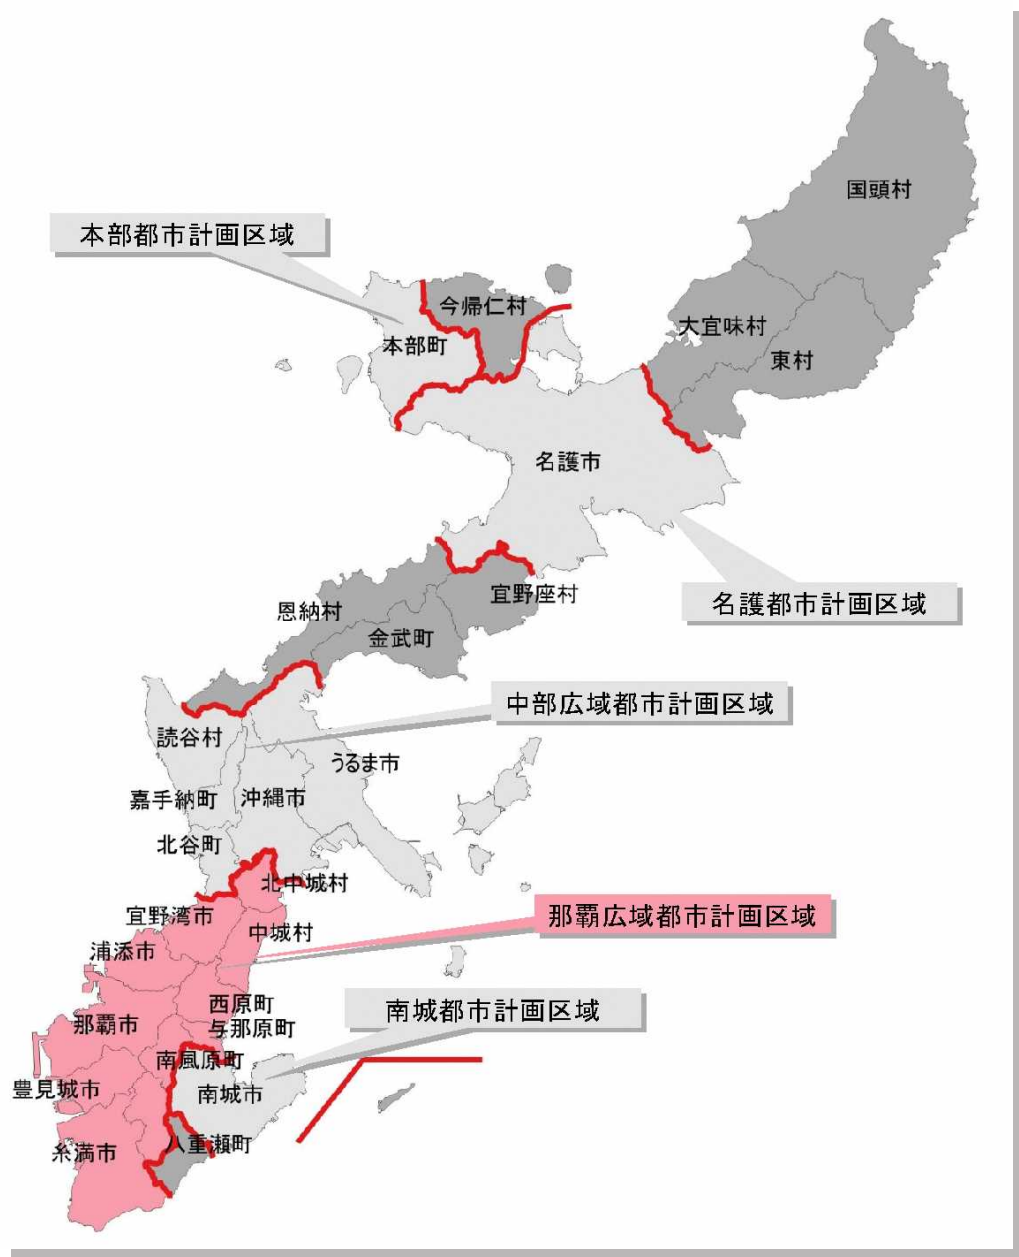 国頭村
本部都市計画区域
今帰仁村
大宜味村
本部町
東村
名護市
宜野座村
名護都市計画区域
恩納村
金武町
中部広域都市計画区域
読谷村
うるま市
嘉手納町
沖縄市
北谷町
北中城村
宜野湾市
那覇広域都市計画区域
中城村
浦添市
西原町
南城都市計画区域
那覇市
与那原町
南風原町
豊見城市
南城市
八重瀬町
糸満市